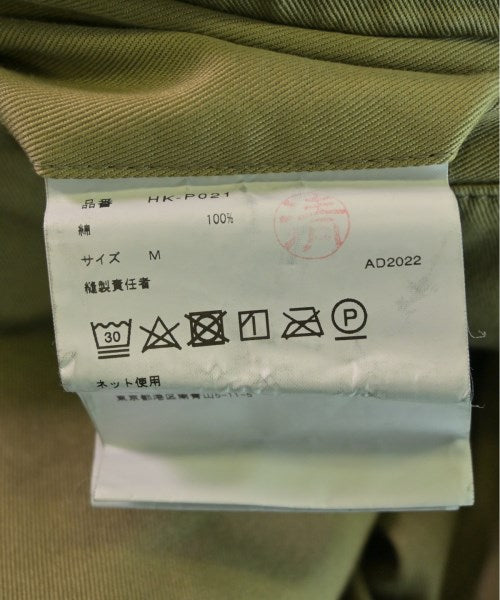 品番 HK-P021
綿 100%
済
サイズ M
AD2022
縫製責任者
30
P
ネット使用
東京都港区南青山5-11-5